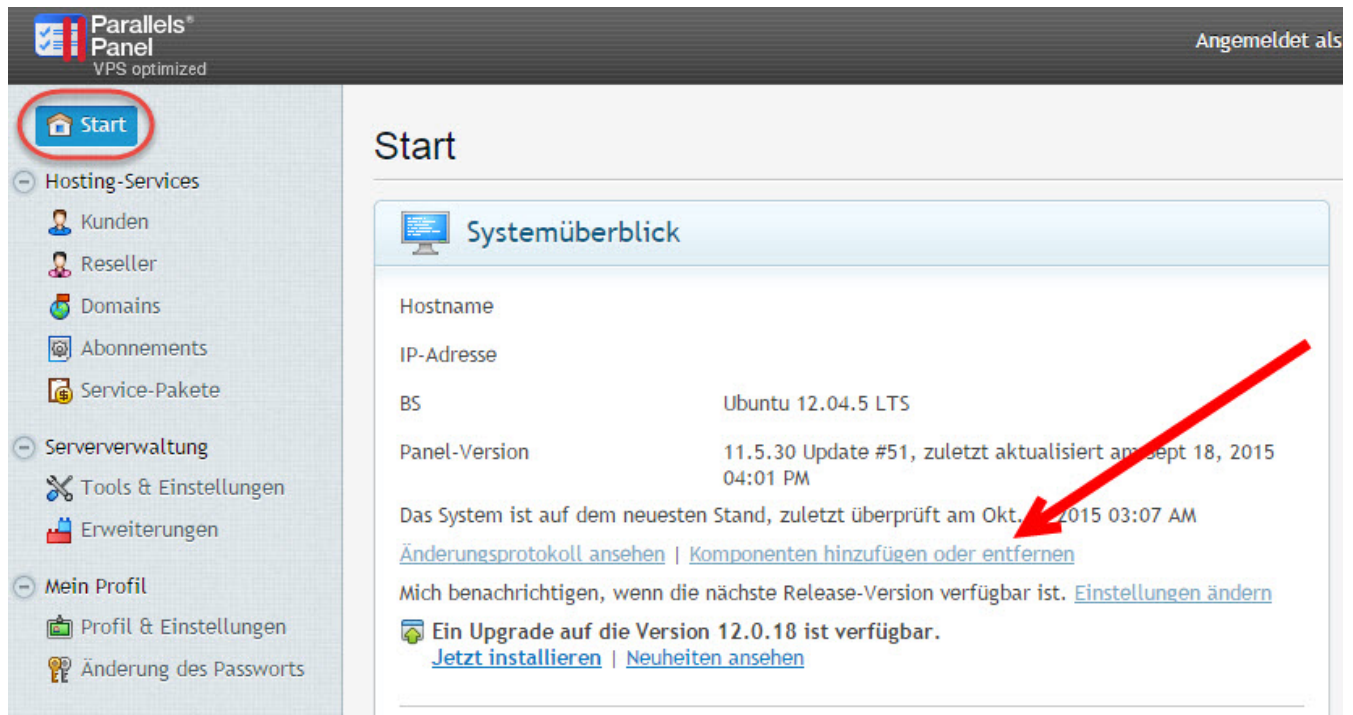 Parallels®
Panel
VPS optimized
Angemeldet als
Start
Hosting-Services
Kunden
Reseller
Domains
Abonnements
Service-Pakete
Serververwaltung
Tools & Einstellungen
Erweiterungen
Mein Profil
Profil & Einstellungen
Änderung des Passworts
Start
Systemüberblick
Hostname
IP-Adresse
BS Ubuntu 12.04.5 LTS
Panel-Version 11.5.30 Update #51, zuletzt aktualisiert am Sept 18, 2015
04:01 PM
Das System ist auf dem neuesten Stand, zuletzt überprüft am Okt. 2015 03:07 AM
Änderungsprotokoll ansehen | Komponenten hinzufügen oder entfernen
Mich benachrichtigen, wenn die nächste Release-Version verfügbar ist. Einstellungen ändern
Ein Upgrade auf die Version 12.0.18 ist verfügbar.
Jetzt installieren | Neuheiten ansehen